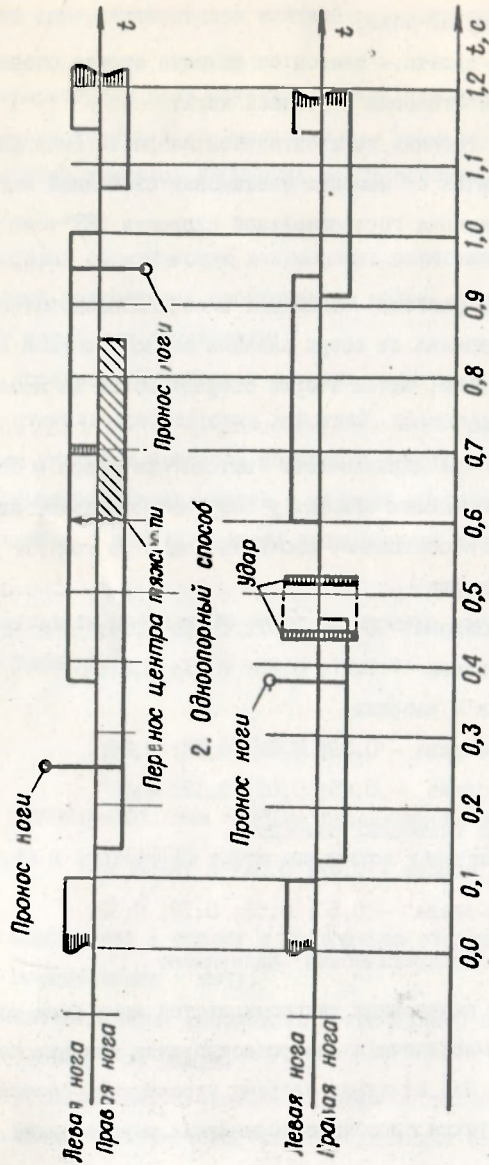 Левая нога
Правая нога
Пронос ноги
Перенос центра тяжести
Пронос ноги
t
2. Одноопорный способ
Левая нога
Правая нога
Пронос ноги
удар
t
0,0 0,1 0,2 0,3 0,4 0,5 0,6 0,7 0,8 0,9 1,0 1,1 1,2 t, с